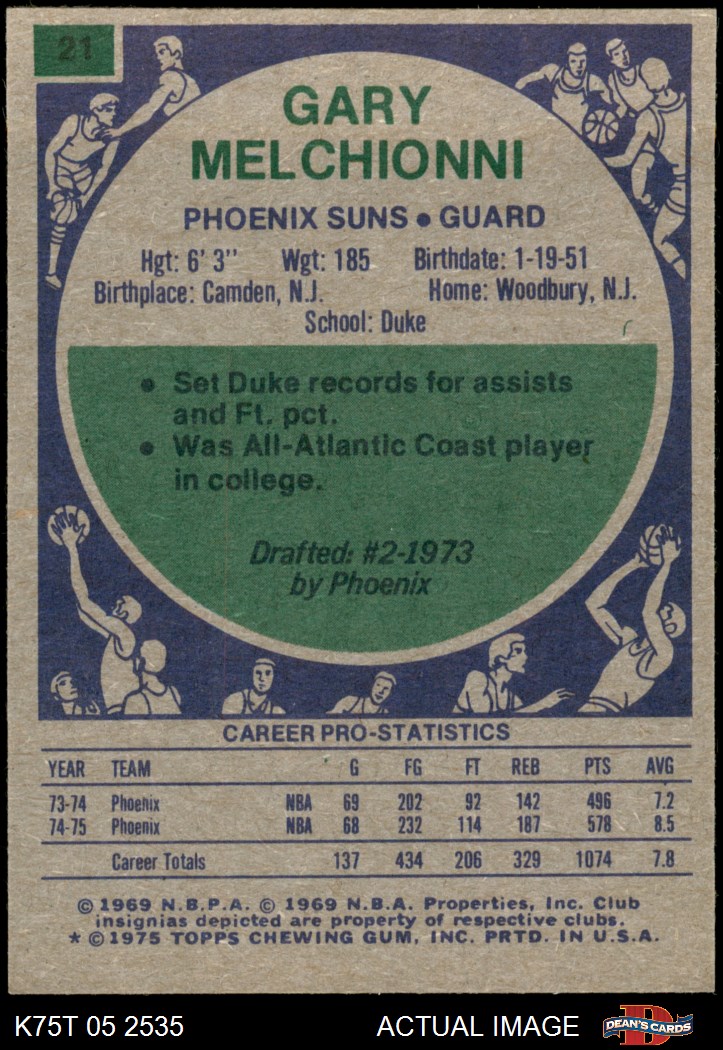 21
GARY
MELCHIONNI
PHOENIX SUNS • GUARD
Hgt: 6' 3" Wgt: 185 Birthdate: 1-19-51
Birthplace: Camden, N.J. Home: Woodbury, N.J.
School: Duke
• Set Duke records for assists
and Ft. pct.
• Was All-Atlantic Coast player
in college.
Drafted: #2-1973
by Phoenix
CAREER PRO-STATISTICS
YEAR TEAM G FG FT REB PTS AVG
73-74 Phoenix NBA 69 202 92 142 496 7.2
74-75 Phoenix NBA 68 232 114 187 578 8.5
Career Totals 137 434 206 329 1074 7.8
© 1969 N.B.P.A. © 1969 N.B.A. Properties, Inc. Club
insignias depicted are property of respective clubs.
* © 1975 TOPPS CHEWING GUM, INC. PRTD. IN U.S.A.
K75T 05 2535 ACTUAL IMAGE
D
DEAN'S CARDS